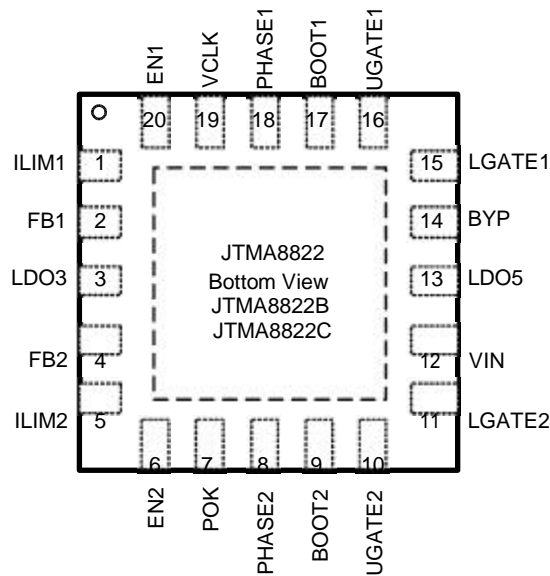 EN1
VCLK
PHASE1
BOOT1
UGATE1
20
19
18
17
16
ILIM1 1
15 LGATE1
FB1 2
14 BYP
LDO3 3
13 LDO5
FB2 4
12 VIN
ILIM2 5
11 LGATE2
JTMA8822
Bottom View
JTMA8822B
JTMA8822C
6
7
8
9
10
EN2
POK
PHASE2
BOOT2
UGATE2